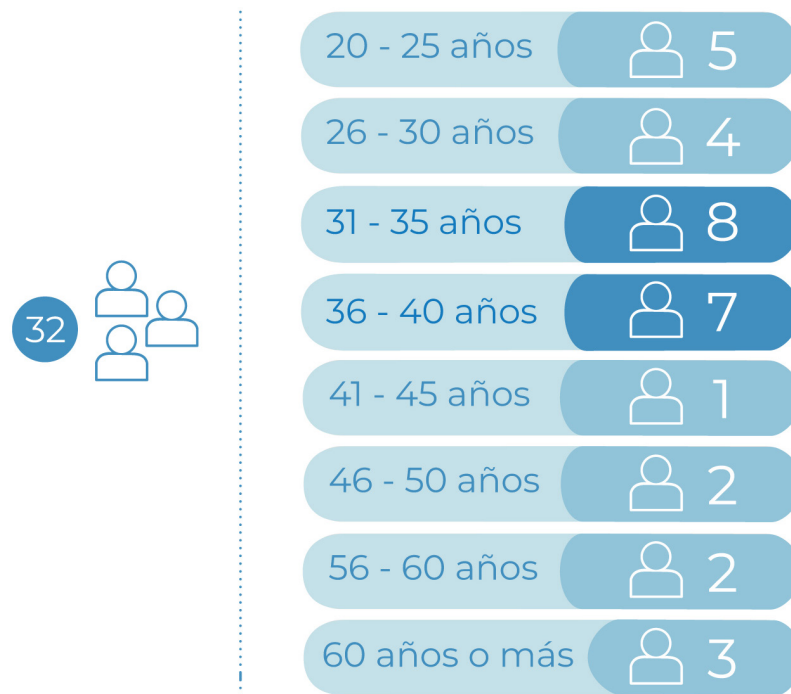 32
20 - 25 años 5
26 - 30 años 4
31 - 35 años 8
36 - 40 años 7
41 - 45 años 1
46 - 50 años 2
56 - 60 años 2
60 años o más 3